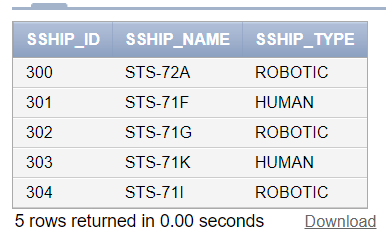 SSHIP_ID SSHIP_NAME SSHIP_TYPE
300 STS-72A ROBOTIC
301 STS-71F HUMAN
302 STS-71G ROBOTIC
303 STS-71K HUMAN
304 STS-71I ROBOTIC
5 rows returned in 0.00 seconds Download